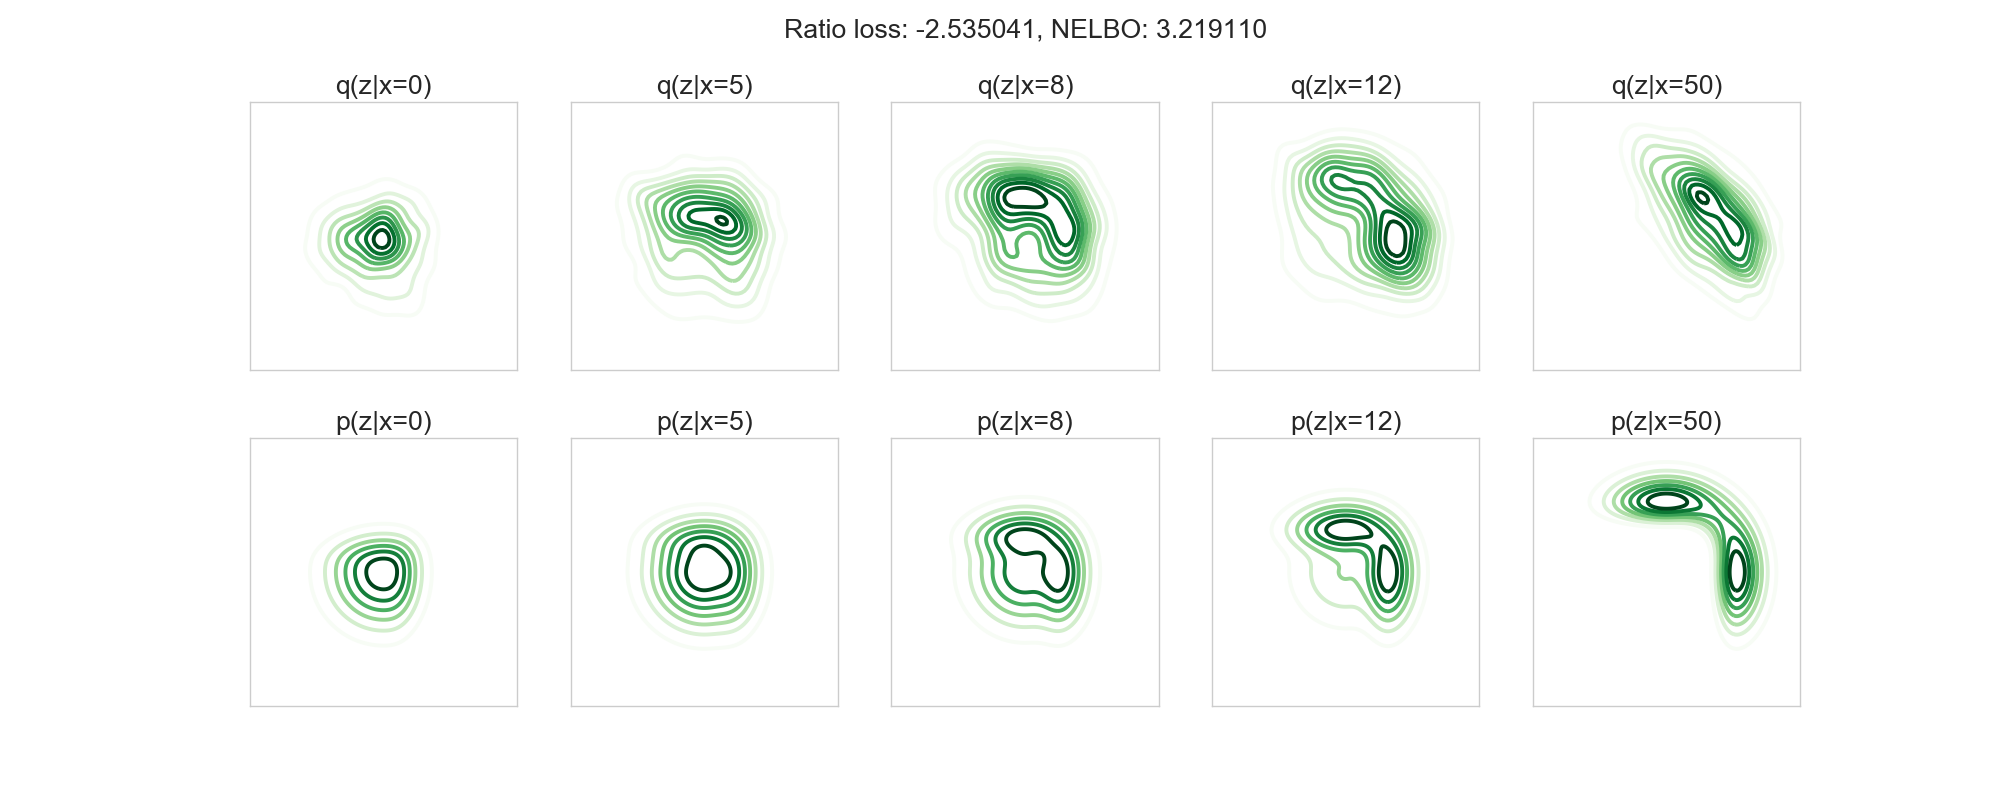 Ratio loss: -2.535041, NELBO: 3.219110
q(z|x=0) q(z|x=5) q(z|x=8) q(z|x=12) q(z|x=50)
p(z|x=0) p(z|x=5) p(z|x=8) p(z|x=12) p(z|x=50)